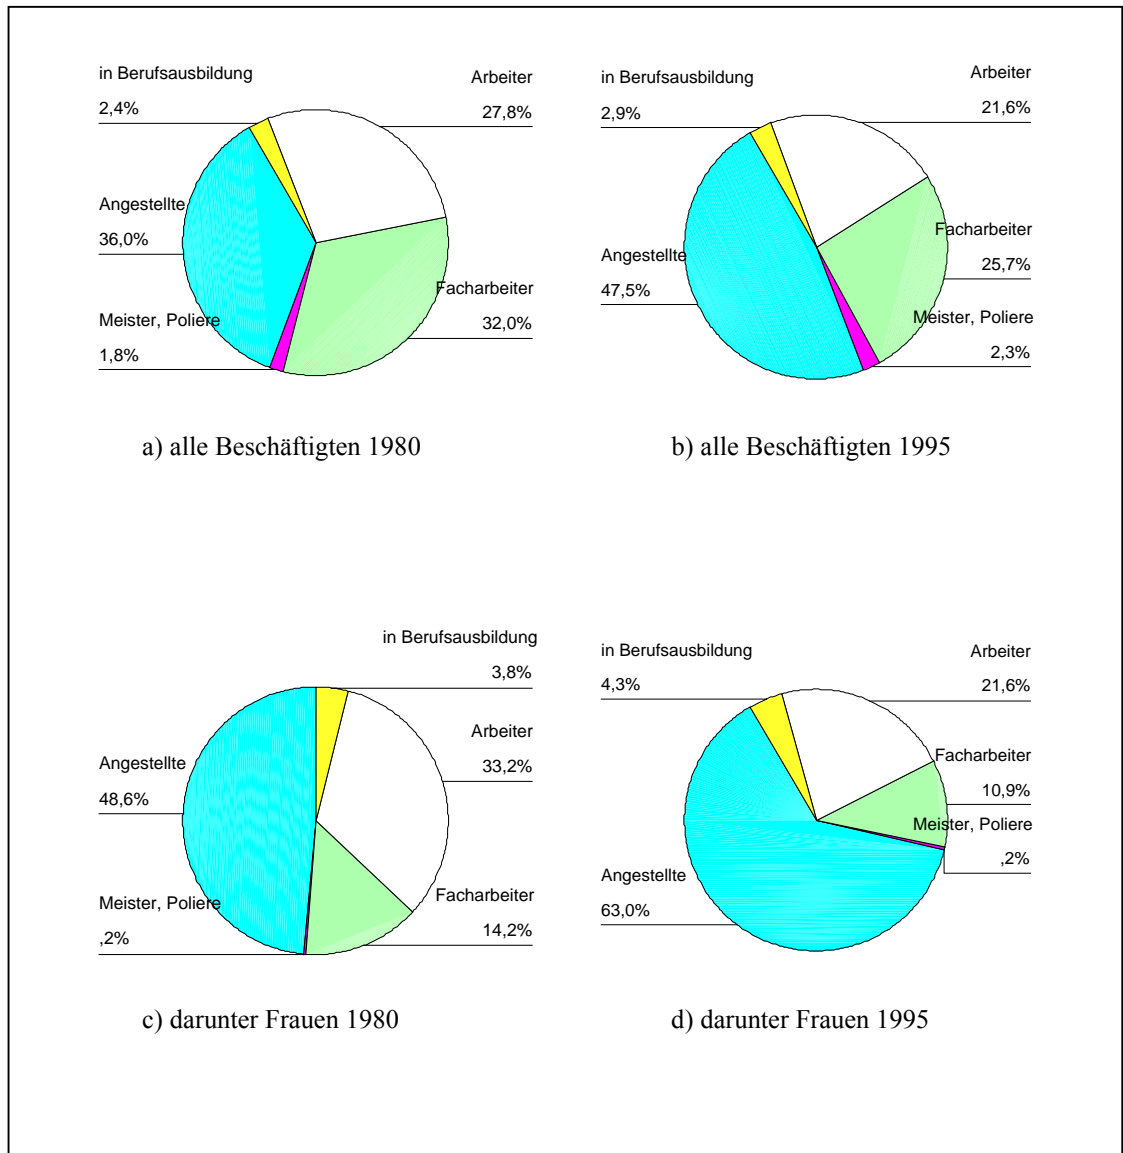 in Berufsausbildung
2,4%
Arbeiter
27,8%
Angestellte
36,0%
Facharbeiter
32,0%
Meister, Poliere
1,8%
a) alle Beschäftigten 1980
in Berufsausbildung
2,9%
Arbeiter
21,6%
Facharbeiter
25,7%
Angestellte
47,5%
Meister, Poliere
2,3%
b) alle Beschäftigten 1995
in Berufsausbildung
3,8%
Arbeiter
33,2%
Angestellte
48,6%
Facharbeiter
14,2%
Meister, Poliere
,2%
c) darunter Frauen 1980
in Berufsausbildung
4,3%
Arbeiter
21,6%
Facharbeiter
10,9%
Meister, Poliere
,2%
Angestellte
63,0%
d) darunter Frauen 1995